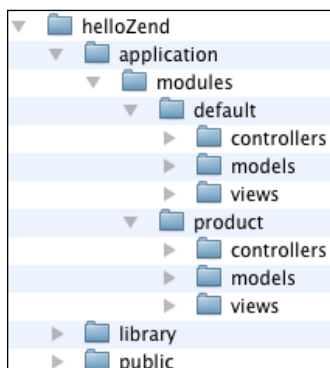 helloZend
application
modules
default
controllers
models
views
product
controllers
models
views
library
public